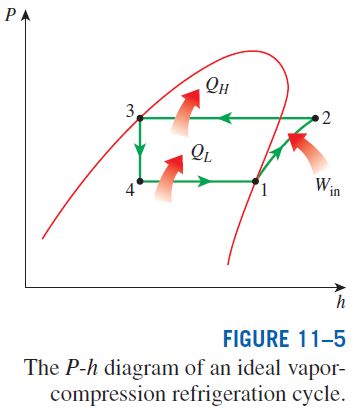 P
Q_H
3
2
Q_L
4
1
W_in
h
FIGURE 11–5
The P-h diagram of an ideal vapor-
compression refrigeration cycle.